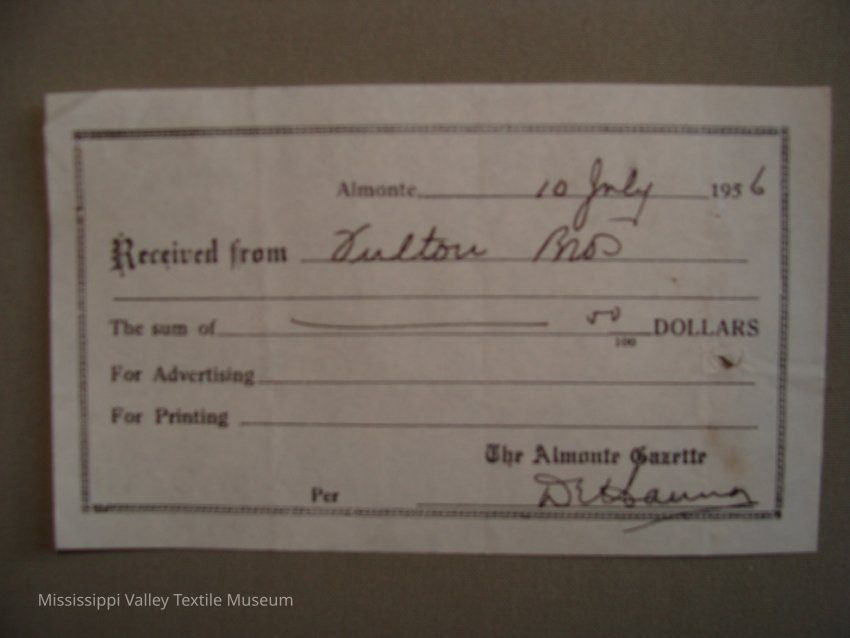 Almonte 10 July 1956
Received from Fulton Bros
The sum of 50/100 DOLLARS
For Advertising
For Printing
The Almonte Gazette
Per
Mississippi Valley Textile Museum